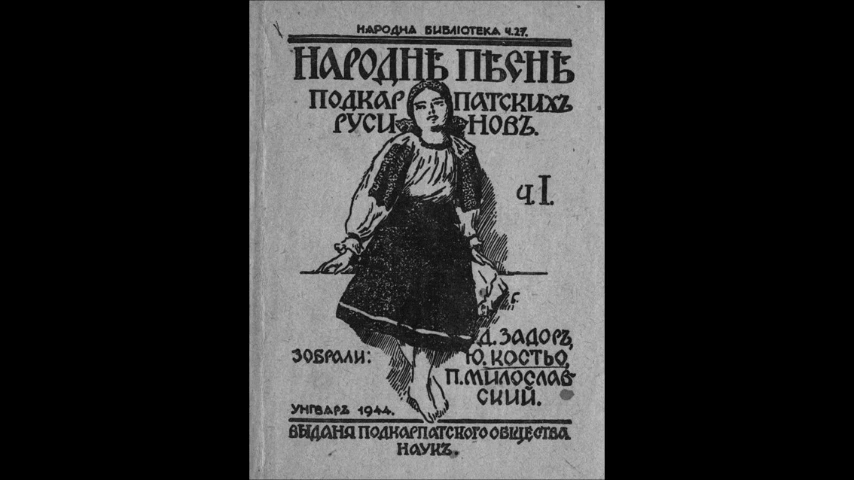 НАРОДНА БИБЛІОТЕКА Ч.27.
НАРОДНѢ ПѢСНѢ
ПОДКАРПАТСКИХЪ
РУСИНОВЪ.
Ч.I.
ЗОБРАЛИ:
Д. ЗАДОРЪ,
Ю. КОСТЬО,
П. МИЛОСЛАВ-
СКИЙ.
УНГВАРЪ 1944.
ВЫДАНЯ ПОДКАРПАТСКОГО ОБЩЕСТВА
НАУКЪ.